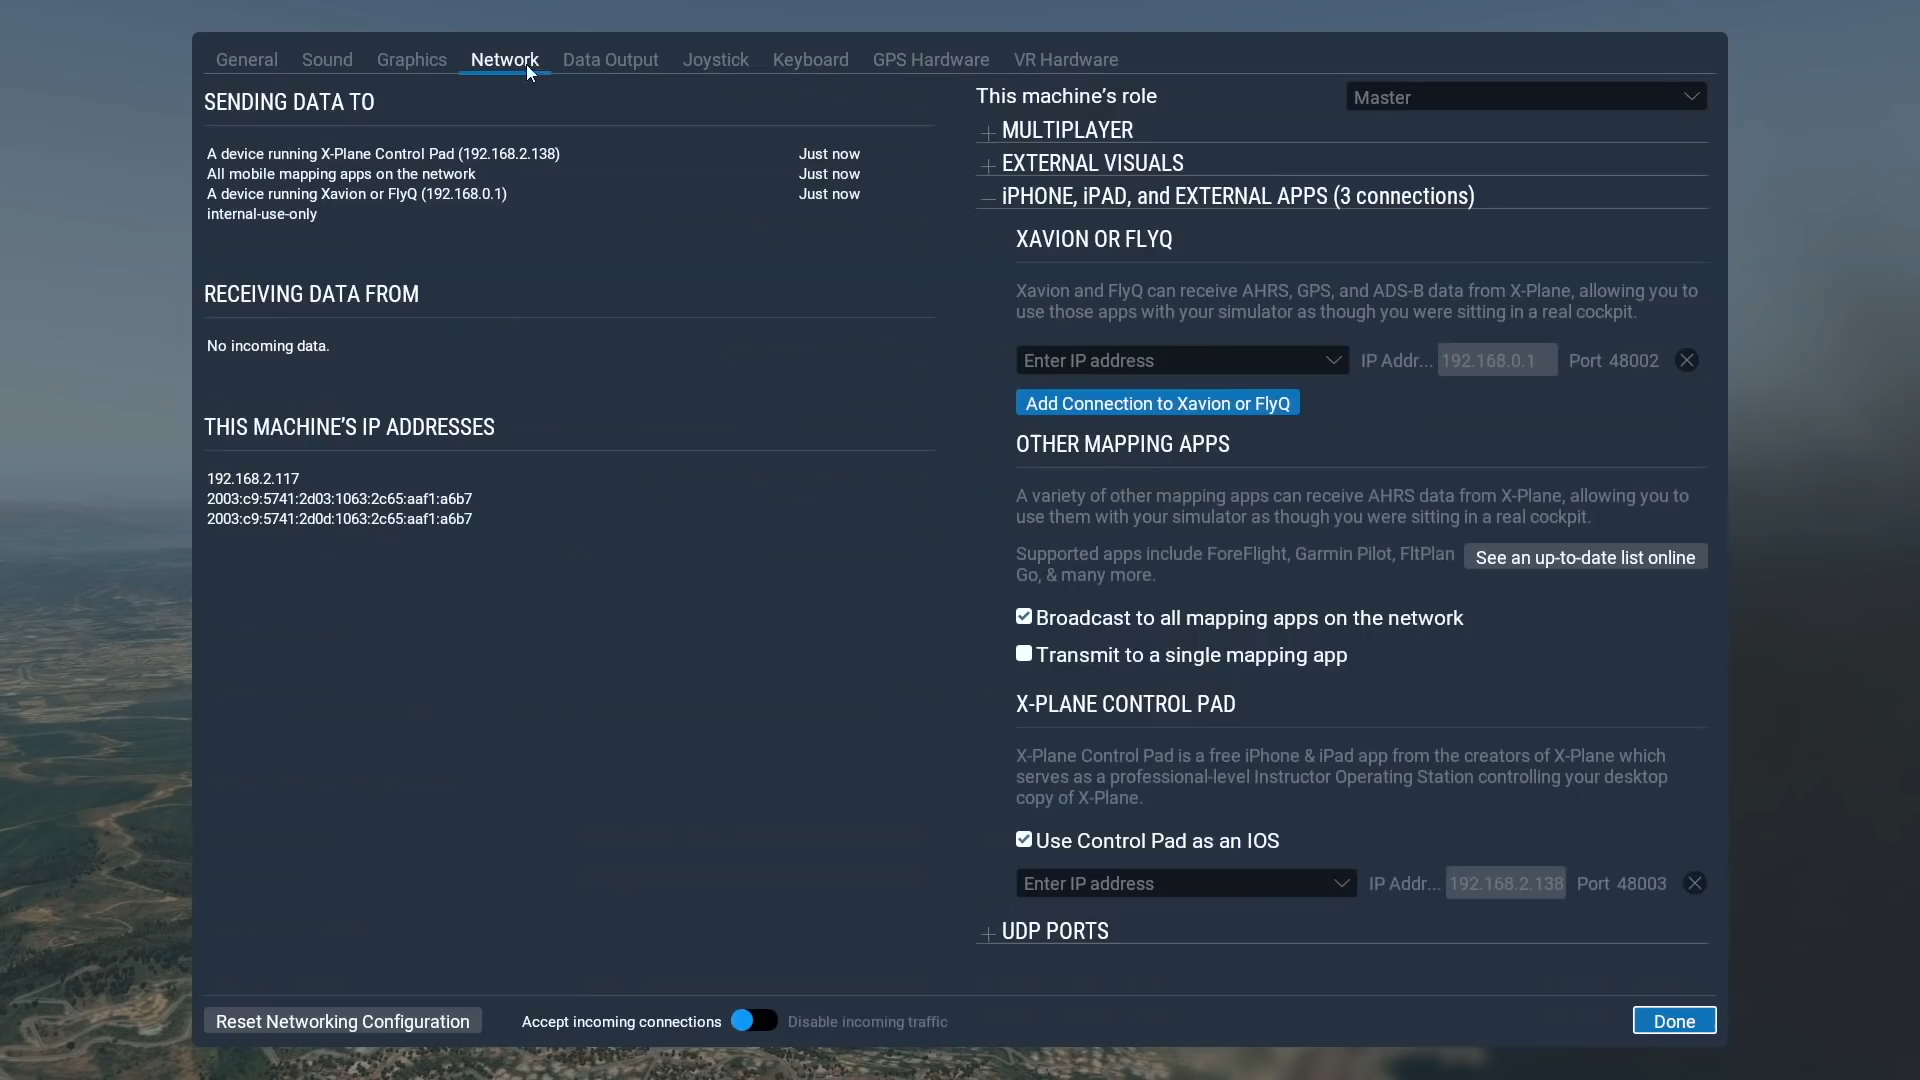 General Sound Graphics Network Data Output Joystick Keyboard GPS Hardware VR Hardware
SENDING DATA TO
A device running X-Plane Control Pad (192.168.2.138) Just now
All mobile mapping apps on the network Just now
A device running Xavion or FlyQ (192.168.0.1) Just now
internal-use-only
RECEIVING DATA FROM
No incoming data.
THIS MACHINE'S IP ADDRESSES
192.168.2.117
2003:c9:5741:2d03:1063:2c65:aaf1:a6b7
2003:c9:5741:2d0d:1063:2c65:aaf1:a6b7
This machine's role Master
MULTIPLAYER
EXTERNAL VISUALS
iPHONE, iPAD, and EXTERNAL APPS (3 connections)
XAVION OR FLYQ
Xavion and FlyQ can receive AHRS, GPS, and ADS-B data from X-Plane, allowing you to
use those apps with your simulator as though you were sitting in a real cockpit.
Enter IP address IP Addr... 192.168.0.1 Port 48002
Add Connection to Xavion or FlyQ
OTHER MAPPING APPS
A variety of other mapping apps can receive AHRS data from X-Plane, allowing you to
use them with your simulator as though you were sitting in a real cockpit.
Supported apps include ForeFlight, Garmin Pilot, FltPlan
Go, & many more.
See an up-to-date list online
Broadcast to all mapping apps on the network
Transmit to a single mapping app
X-PLANE CONTROL PAD
X-Plane Control Pad is a free iPhone & iPad app from the creators of X-Plane which
serves as a professional-level Instructor Operating Station controlling your desktop
copy of X-Plane.
Use Control Pad as an IOS
Enter IP address IP Addr... 192.168.2.138 Port 48003
UDP PORTS
Reset Networking Configuration Accept incoming connections Disable incoming traffic Done